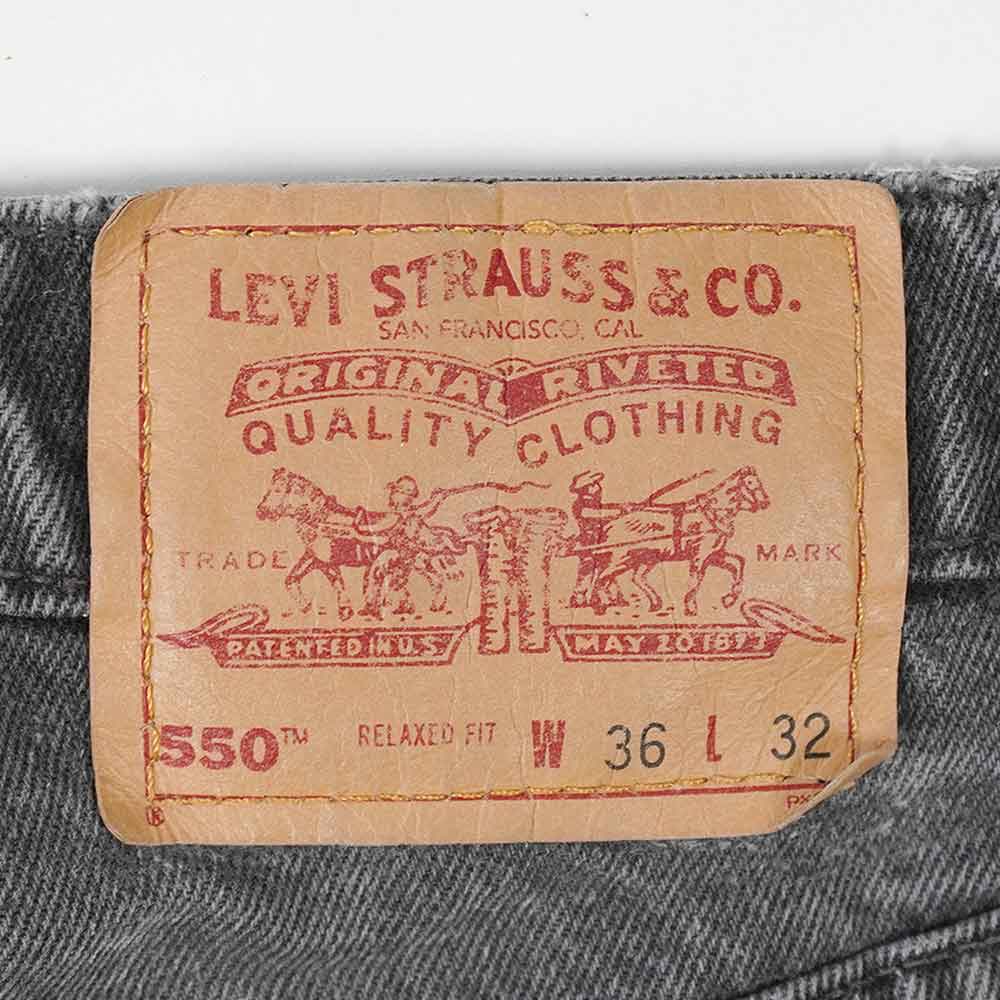 LEVI STRAUSS & CO.
SAN FRANCISCO, CAL
ORIGINAL RIVETED
QUALITY CLOTHING
TRADE MARK
PATENTED IN U.S. MAY 20 1873
550™ RELAXED FIT W 36 L 32
®